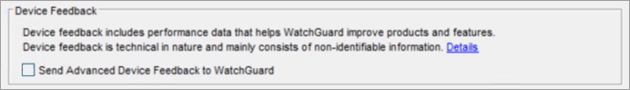 Device Feedback
Device feedback includes performance data that helps WatchGuard improve products and features.
Device feedback is technical in nature and mainly consists of non-identifiable information. Details
Send Advanced Device Feedback to WatchGuard